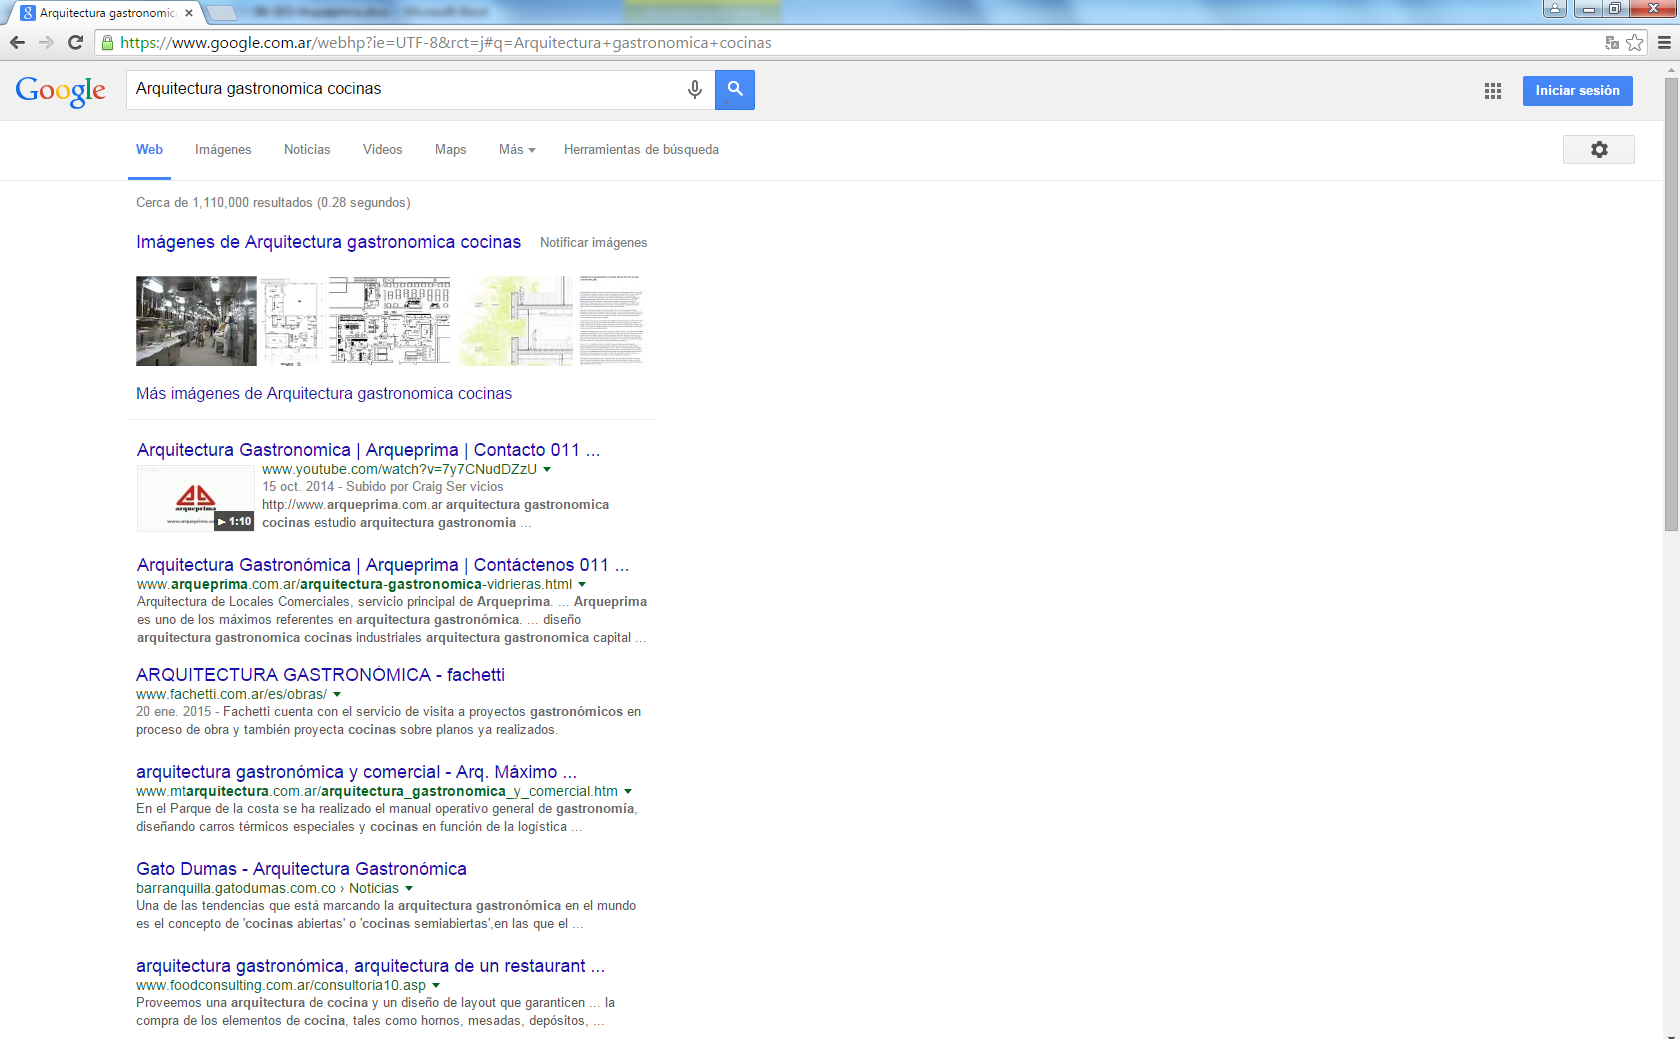 Arquitectura gastronomica
https://www.google.com.ar/webhp?ie=UTF-8&rct=j#q=Arquitectura+gastronomica+cocinas
Google
Arquitectura gastronomica cocinas
Iniciar sesión
Web Imágenes Noticias Videos Maps Más Herramientas de búsqueda
Cerca de 1,110,000 resultados (0.28 segundos)
Imágenes de Arquitectura gastronomica cocinas Notificar imágenes
Más imágenes de Arquitectura gastronomica cocinas
Arquitectura Gastronomica | Arqueprima | Contacto 011 ...
www.youtube.com/watch?v=7y7CNudDZzU
15 oct. 2014 - Subido por Craig Ser vicios
http://www.arqueprima.com.ar arquitectura gastronomica
cocinas estudio arquitectura gastronomia ...
arqueprima
1:10
Arquitectura Gastronómica | Arqueprima | Contáctenos 011 ...
www.arqueprima.com.ar/arquitectura-gastronomica-vidrieras.html
Arquitectura de Locales Comerciales, servicio principal de Arqueprima. ... Arqueprima
es uno de los máximos referentes en arquitectura gastronómica. ... diseño
arquitectura gastronomica cocinas industriales arquitectura gastronomica capital ...
ARQUITECTURA GASTRONÓMICA - fachetti
www.fachetti.com.ar/es/obras/
20 ene. 2015 - Fachetti cuenta con el servicio de visita a proyectos gastronómicos en
proceso de obra y también proyecta cocinas sobre planos ya realizados.
arquitectura gastronómica y comercial - Arq. Máximo ...
www.mtarquitectura.com.ar/arquitectura_gastronomica_y_comercial.htm
En el Parque de la costa se ha realizado el manual operativo general de gastronomía,
diseñando carros térmicos especiales y cocinas en función de la logística ...
Gato Dumas - Arquitectura Gastronómica
barranquilla.gatodumas.com.co › Noticias
Una de las tendencias que está marcando la arquitectura gastronómica en el mundo
es el concepto de 'cocinas abiertas' o 'cocinas semiabiertas',en las que el ...
arquitectura gastronómica, arquitectura de un restaurant ...
www.foodconsulting.com.ar/consultoria10.asp
Proveemos una arquitectura de cocina y un diseño de layout que garanticen ... la
compra de los elementos de cocina, tales como hornos, mesadas, depósitos, ...